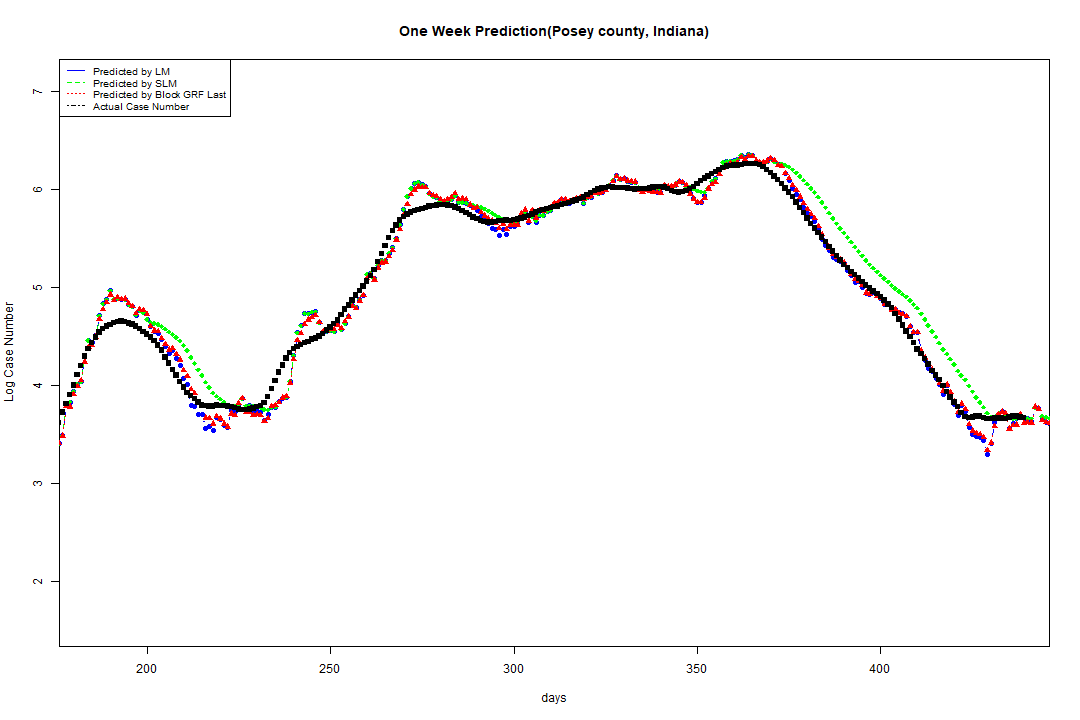 One Week Prediction(Posey county, Indiana)
Predicted by LM
Predicted by SLM
Predicted by Block GRF Last
Actual Case Number
7
6
5
4
3
2
Log Case Number
200 250 300 350 400
days